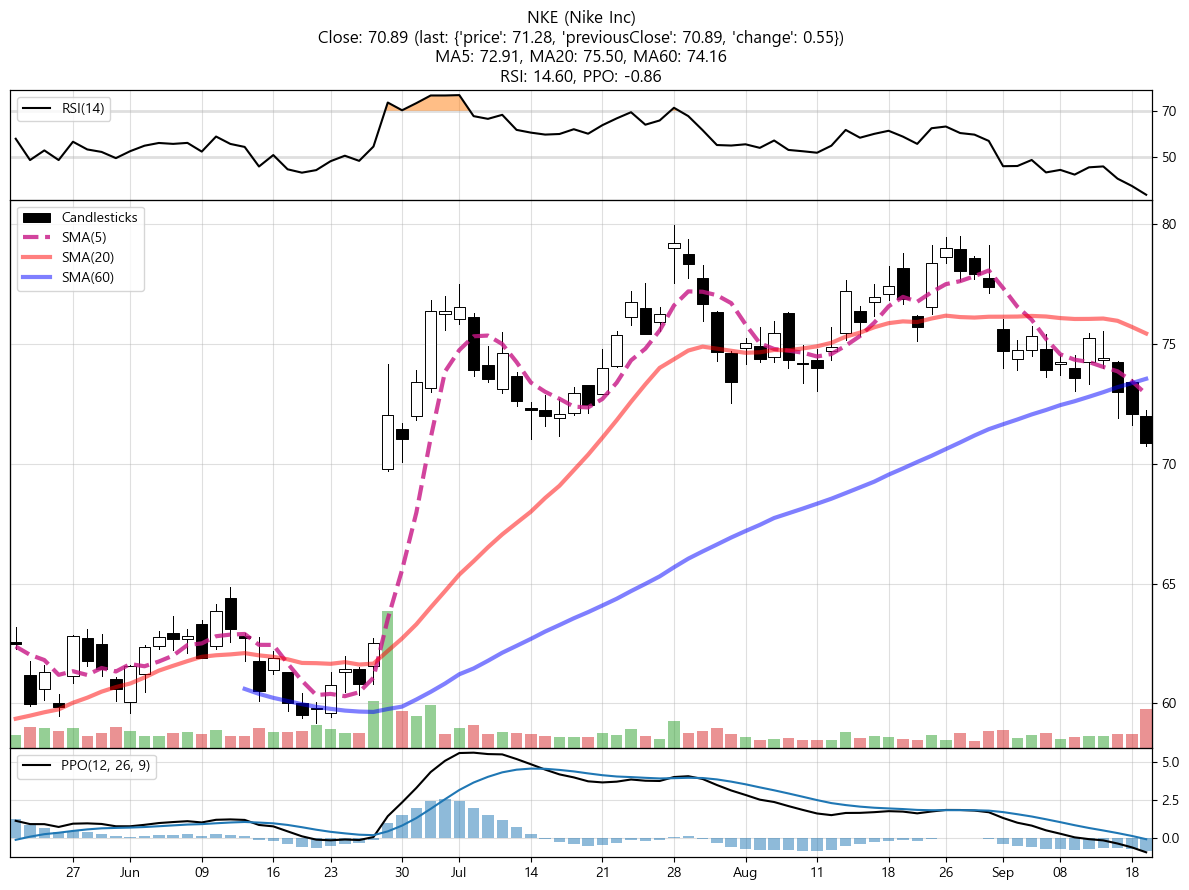 NKE (Nike Inc)
Close: 70.89 (last: {'price': 71.28, 'previousClose': 70.89, 'change': 0.55})
MA5: 72.91, MA20: 75.50, MA60: 74.16
RSI: 14.60, PPO: -0.86
RSI(14)
70
50
Candlesticks
SMA(5)
SMA(20)
SMA(60)
80
75
70
65
60
PPO(12, 26, 9)
5.0
2.5
0.0
27 Jun 09 16 23 30 Jul 14 21 28 Aug 11 18 26 Sep 08 18